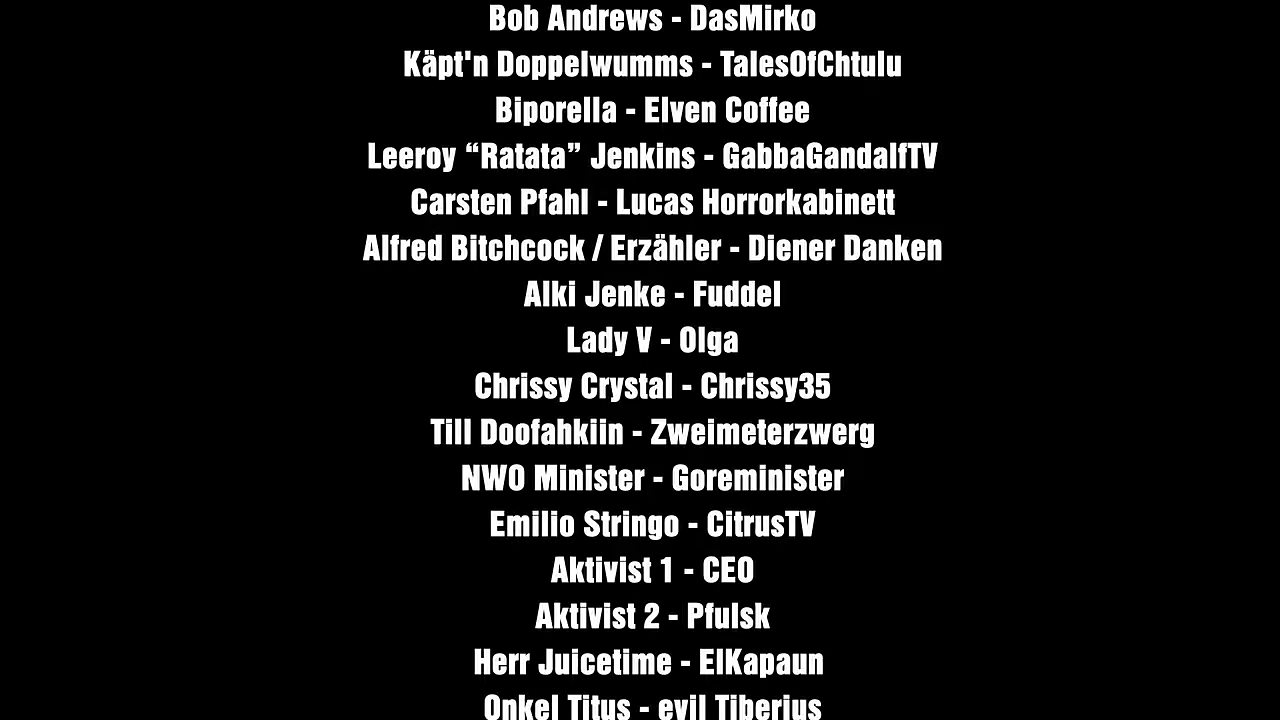 Bob Andrews - DasMirko
Käpt'n Doppelwumms - TalesOfChtulu
Biporella - Elven Coffee
Leeroy “Ratata” Jenkins - GabbaGandalfTV
Carsten Pfahl - Lucas Horrorkabinett
Alfred Bitchcock / Erzähler - Diener Danken
Alki Jenke - Fuddel
Lady V - Olga
Chrissy Crystal - Chrissy35
Till Doofahkiin - Zweimeterzwerg
NWO Minister - Goreminister
Emilio Stringo - CitrusTV
Aktivist 1 - CEO
Aktivist 2 - Pfulsk
Herr Juicetime - ElKapaun
Onkel Titus - evil Tiberius